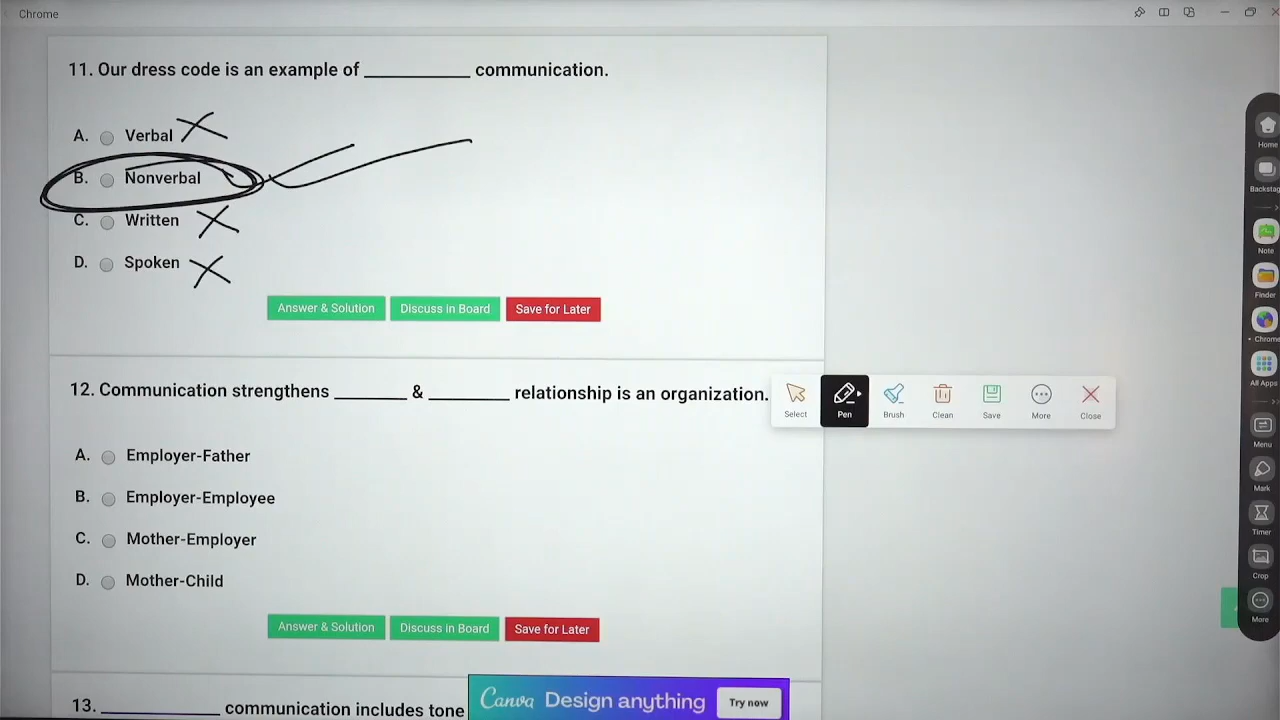 Chrome
11. Our dress code is an example of __________ communication.
A. Verbal
B. Nonverbal
C. Written
D. Spoken
Answer & Solution Discuss in Board Save for Later
12. Communication strengthens ________ & _________ relationship is an organization.
A. Employer-Father
B. Employer-Employee
C. Mother-Employer
D. Mother-Child
Answer & Solution Discuss in Board Save for Later
13. ____________ communication includes tone
Canva Design anything Try now
Select Pen Brush Clean Save More Close
Home
Backstag
Note
Finder
Chrome
All Apps
Menu
Mark
Timer
Crop
More